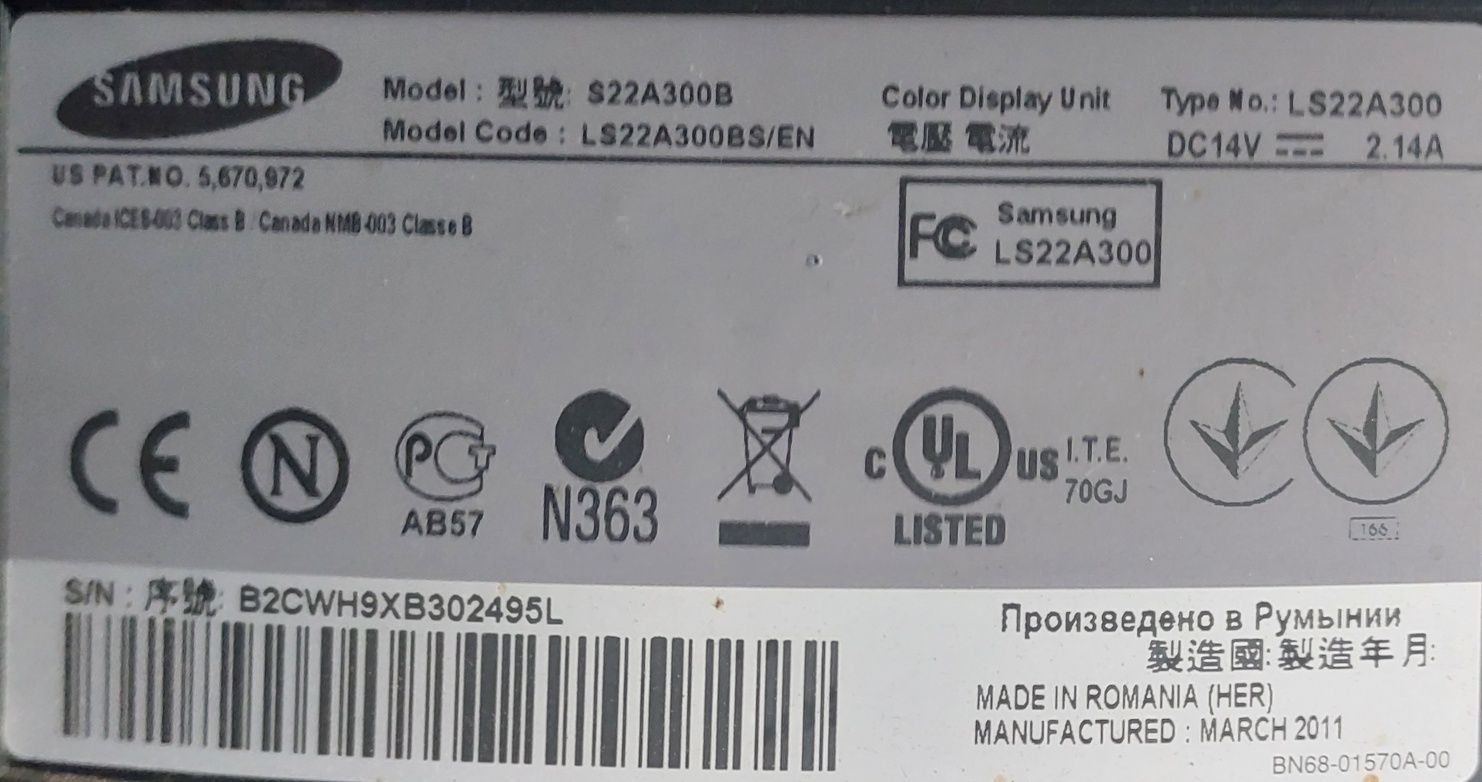 SAMSUNG
Model : 型號: S22A300B
Model Code : LS22A300BS/EN
Color Display Unit
電壓 電流
Type No.: LS22A300
DC14V 2.14A
US PAT.NO. 5,670,972
Canada ICES-003 Class B / Canada NMB-003 Classe B
FC Samsung
LS22A300
CE
N
РСТ
AB57
N363
C UL US
LISTED
I.T.E.
70GJ
166
S/N : 序號: B2CWH9XB302495L
Произведено в Румынии
製造國: 製造年月:
MADE IN ROMANIA (HER)
MANUFACTURED : MARCH 2011
BN68-01570A-00